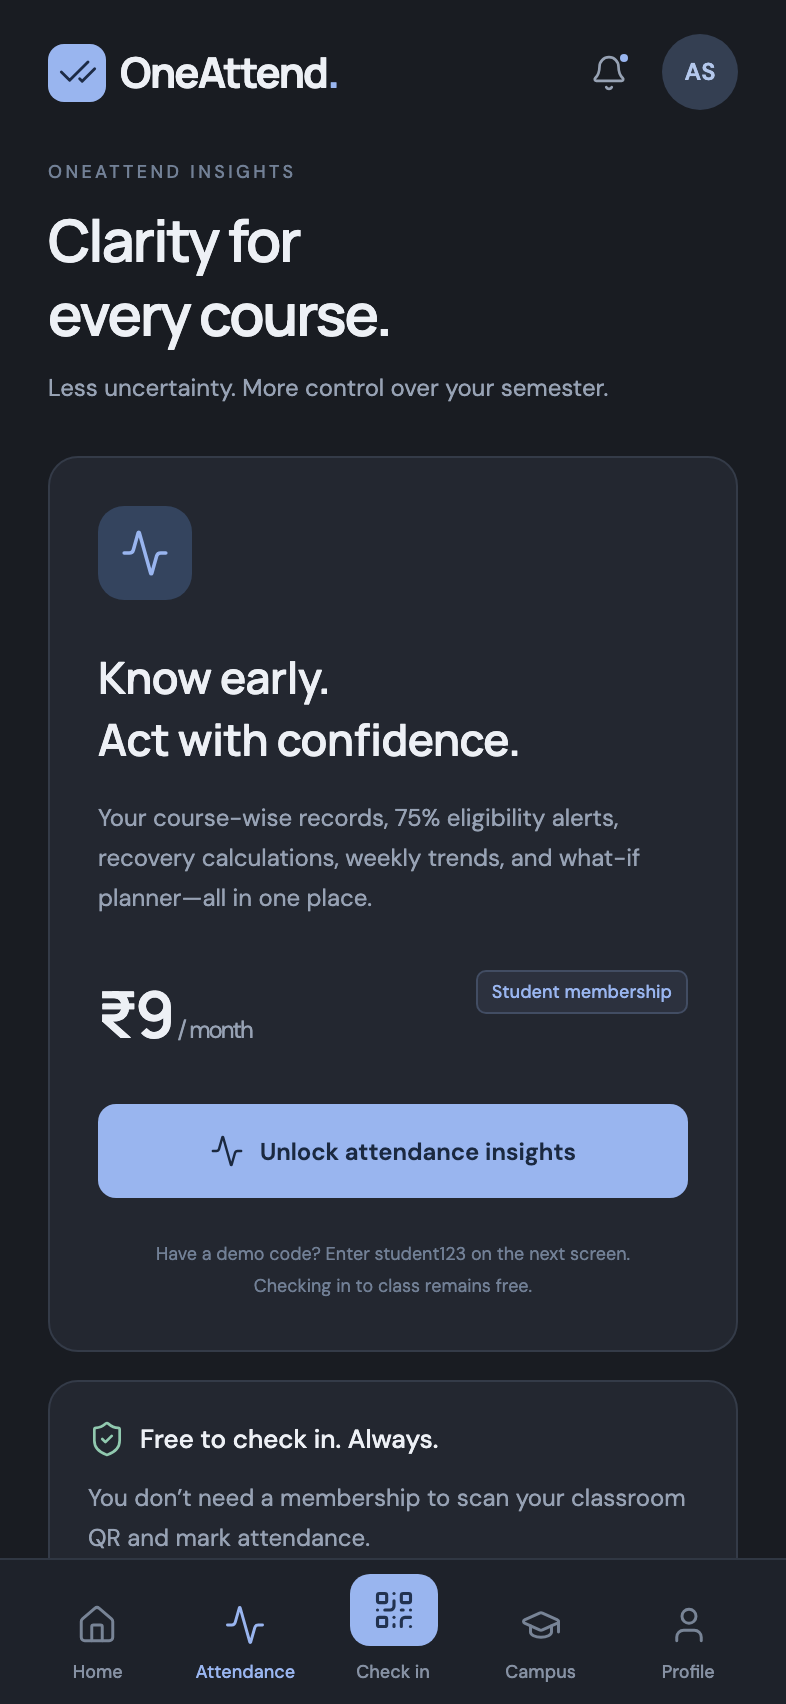 OneAttend.
AS
ONEATTEND INSIGHTS
Clarity for
every course.
Less uncertainty. More control over your semester.
Know early.
Act with confidence.
Your course-wise records, 75% eligibility alerts,
recovery calculations, weekly trends, and what-if
planner—all in one place.
₹9 / month
Student membership
Unlock attendance insights
Have a demo code? Enter student123 on the next screen.
Checking in to class remains free.
Free to check in. Always.
You don’t need a membership to scan your classroom
QR and mark attendance.
Home
Attendance
Check in
Campus
Profile